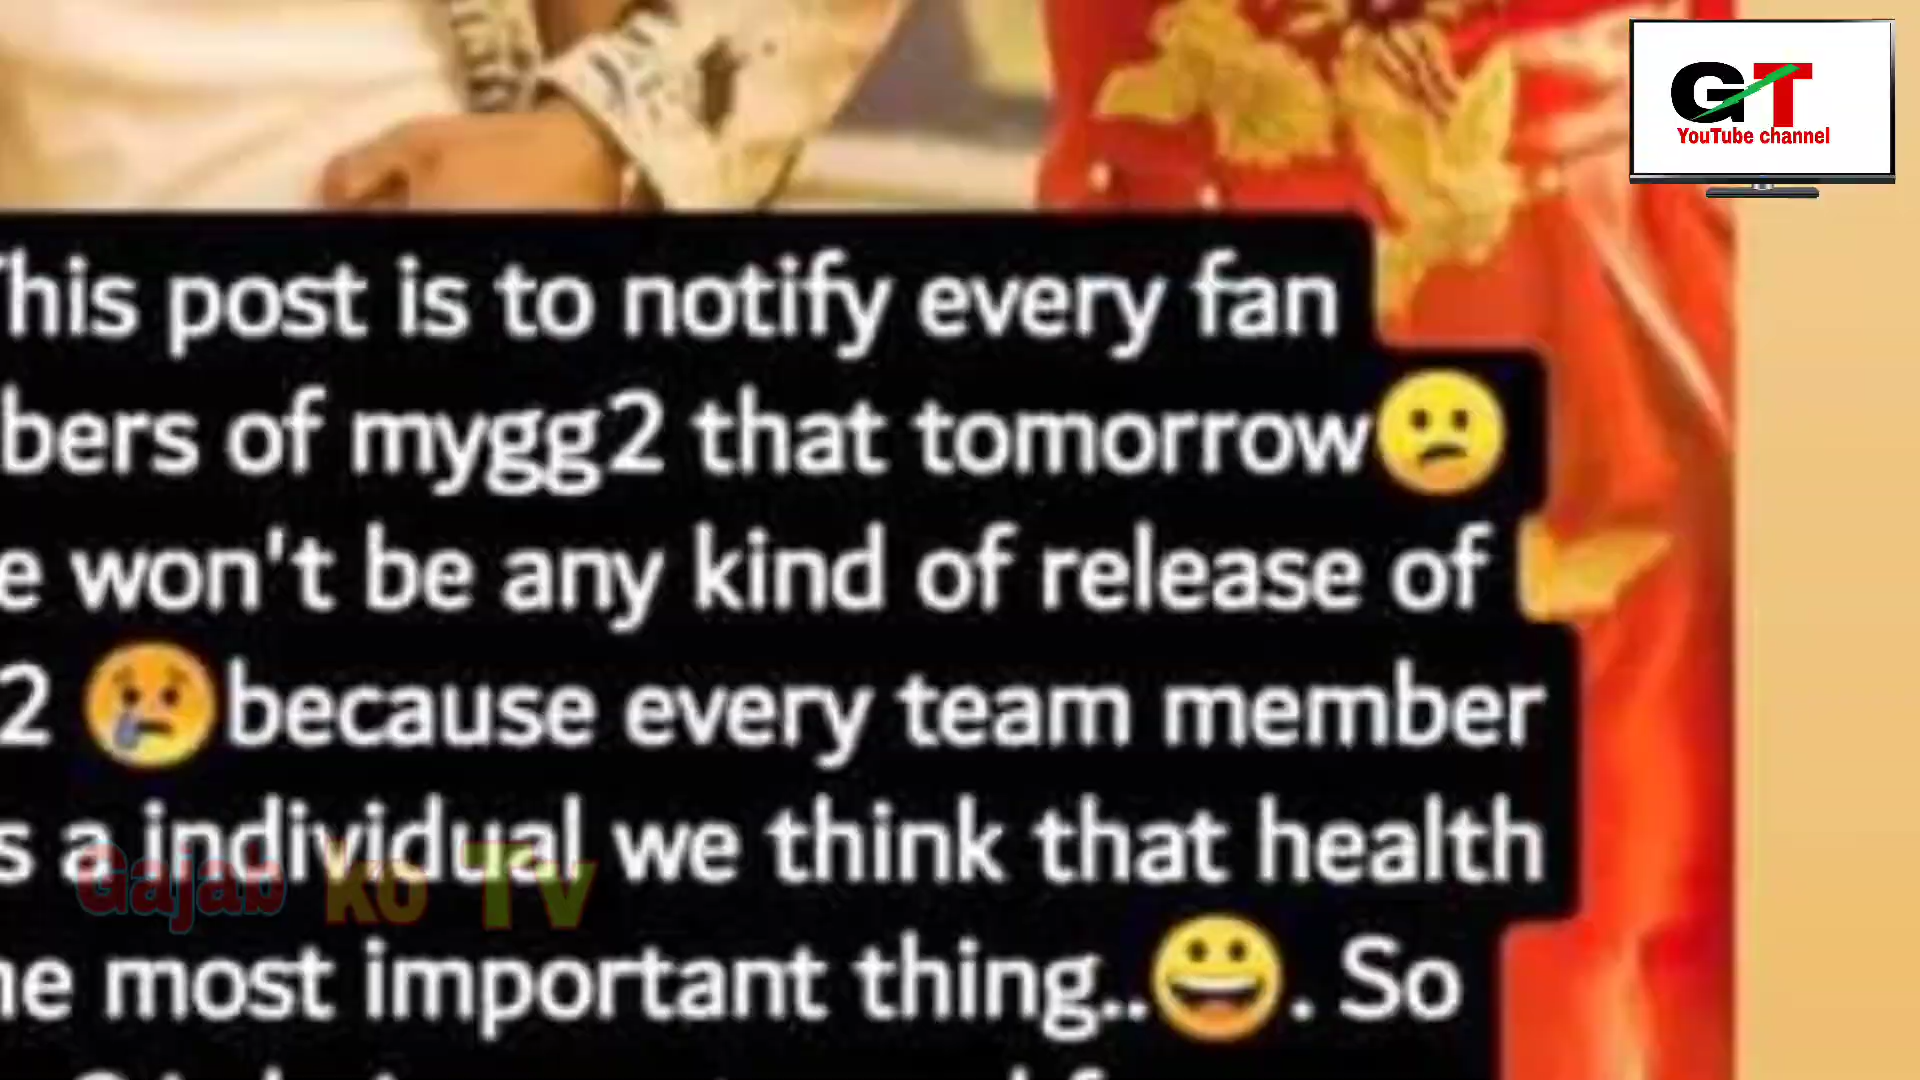 GT
YouTube channel
This post is to notify every fan
bers of mygg2 that tomorrow😕
e won't be any kind of release of
2 😢because every team member
s a individual we think that health
Gajab ko Tv
he most important thing..😀. So